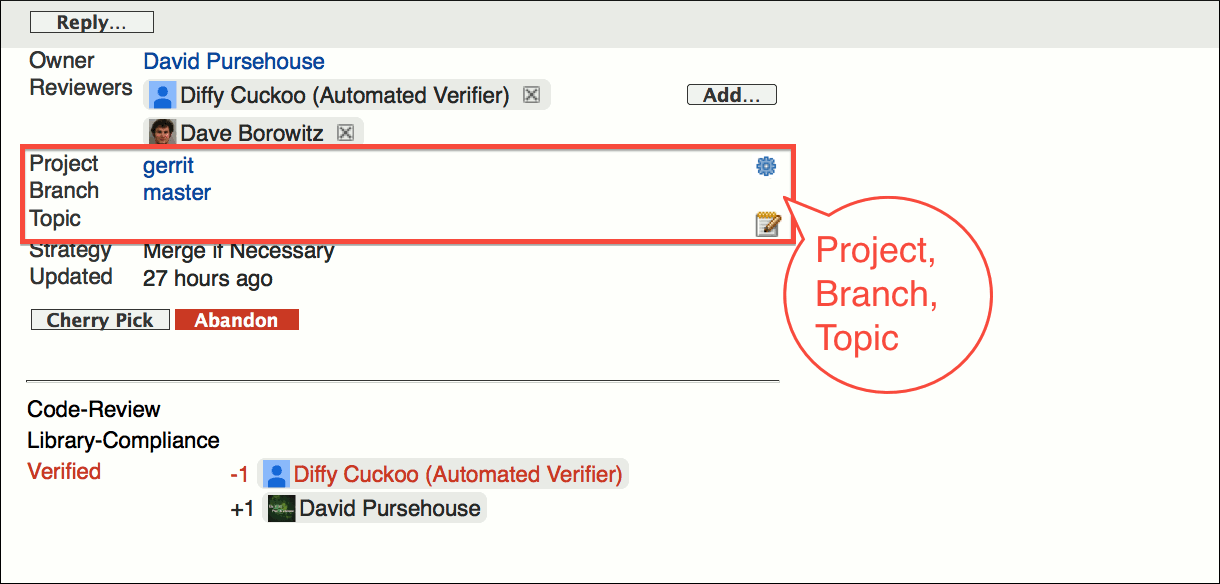 Reply...
Owner David Pursehouse
Reviewers Diffy Cuckoo (Automated Verifier) Add...
Dave Borowitz
Project gerrit
Branch master
Topic
Strategy Merge if Necessary
Updated 27 hours ago
Project,
Branch,
Topic
Cherry Pick Abandon
Code-Review
Library-Compliance
Verified -1 Diffy Cuckoo (Automated Verifier)
+1 David Pursehouse